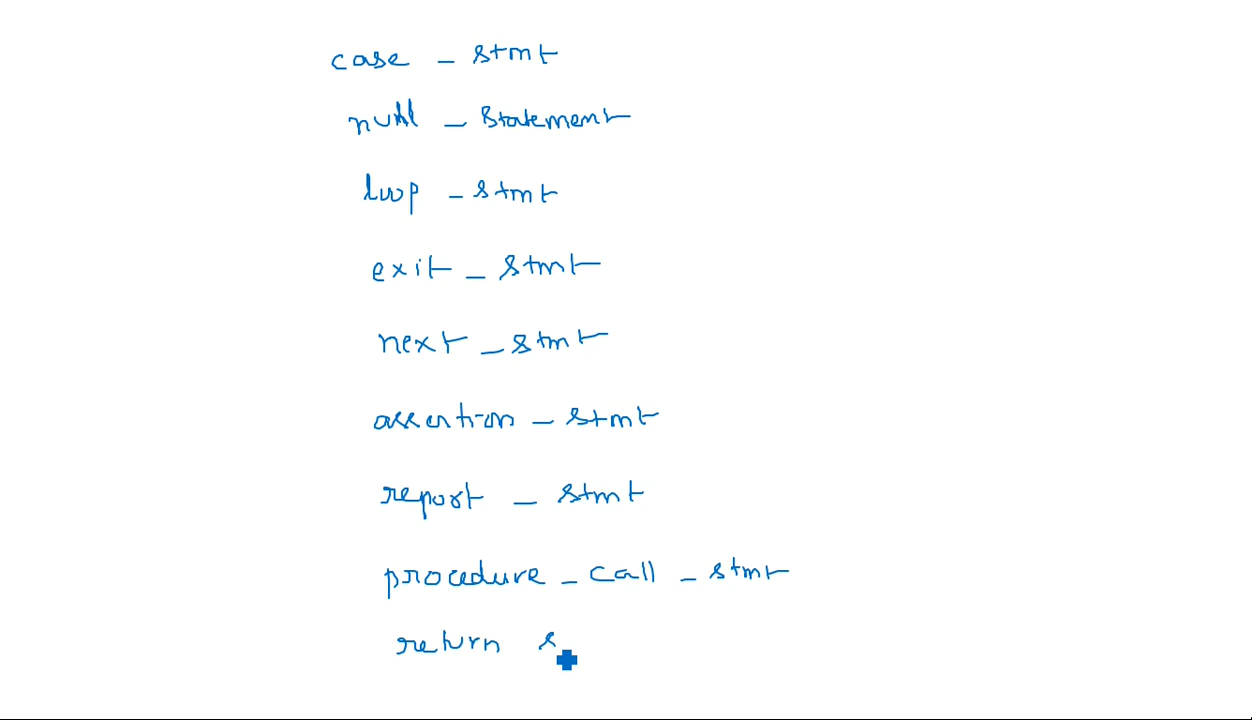 case _ stmt
null _ statement
loop _ stmt
exit _ stmt
next _ stmt
assertion _ stmt
report _ stmt
procedure _ call _ stmt
return s